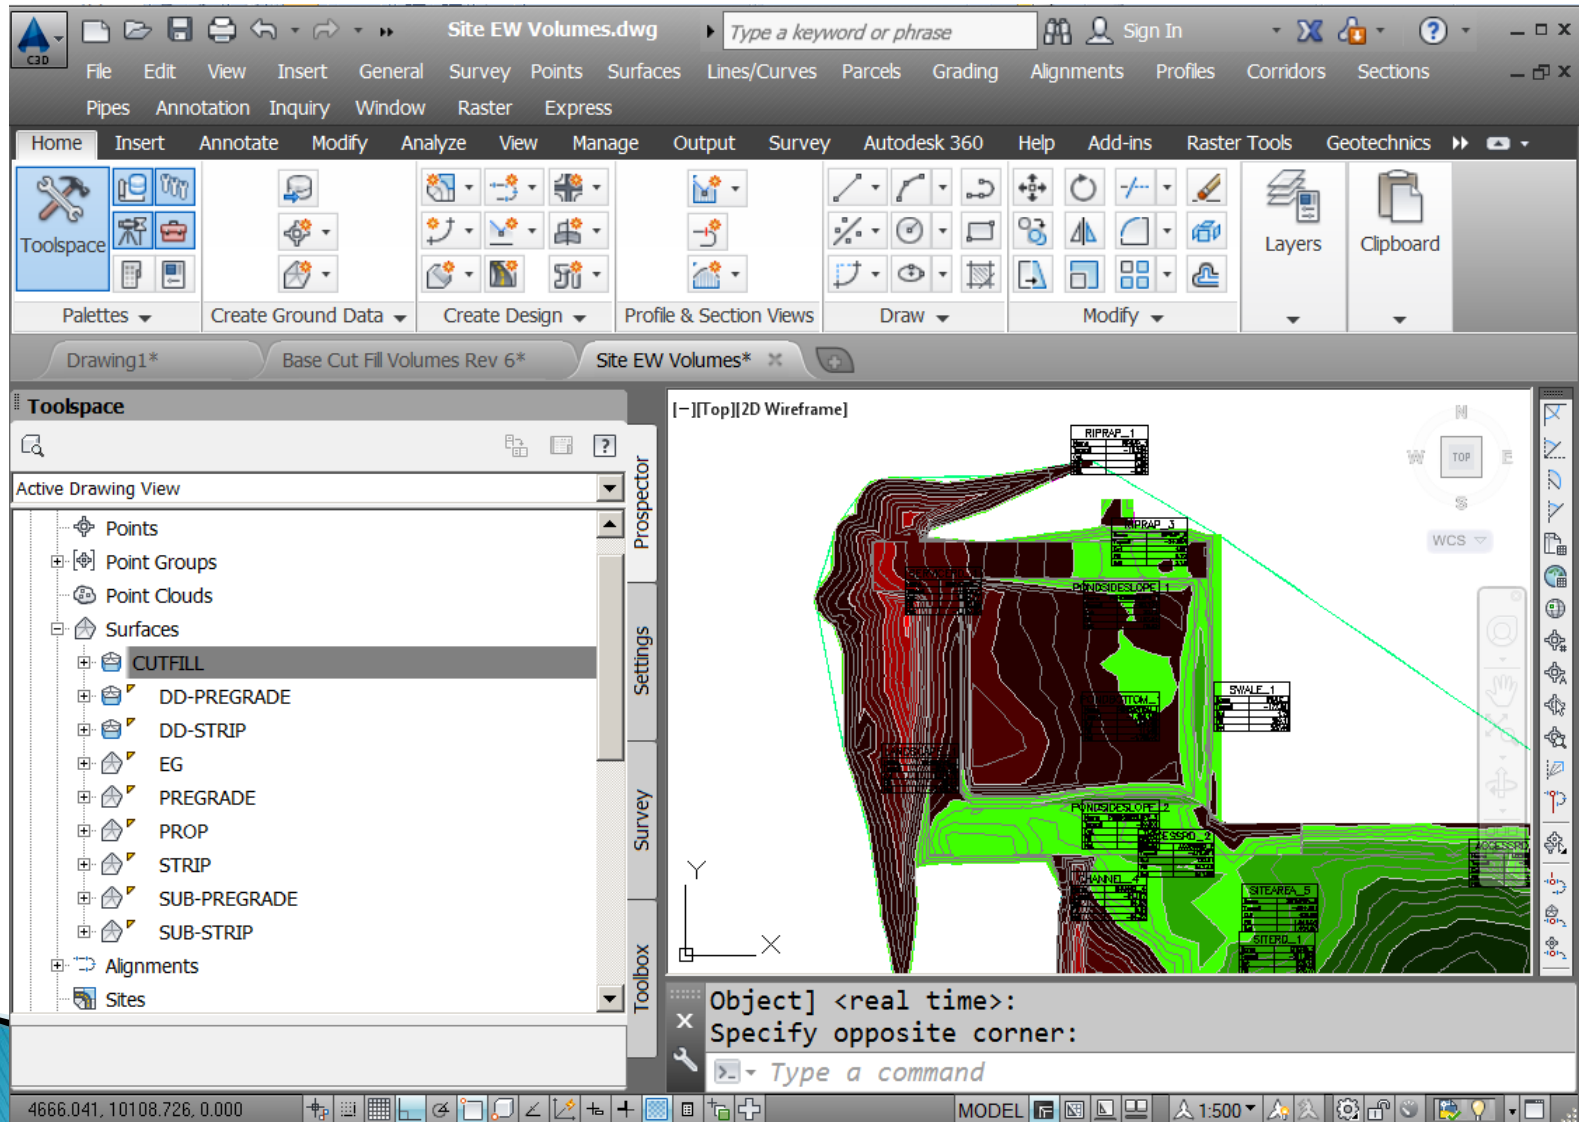 C3D
Site EW Volumes.dwg
Type a keyword or phrase
Sign In
File Edit View Insert General Survey Points Surfaces Lines/Curves Parcels Grading Alignments Profiles Corridors Sections
Pipes Annotation Inquiry Window Raster Express
Home Insert Annotate Modify Analyze View Manage Output Survey Autodesk 360 Help Add-ins Raster Tools Geotechnics
Toolspace
Layers
Clipboard
Palettes
Create Ground Data
Create Design
Profile & Section Views
Draw
Modify
Drawing1*
Base Cut Fill Volumes Rev 6*
Site EW Volumes*
Toolspace
Active Drawing View
Points
Point Groups
Point Clouds
Surfaces
CUTFILL
DD-PREGRADE
DD-STRIP
EG
PREGRADE
PROP
STRIP
SUB-PREGRADE
SUB-STRIP
Alignments
Sites
Prospector
Settings
Survey
Toolbox
[−][Top][2D Wireframe]
N
W
TOP
E
S
WCS
RIPRAP_1
RIPRAP_3
PONDSIDESLOPE_1
SWALE_1
PONDSIDESLOPE_2
CHANNEL_4
SITEAREA_5
SITERD_1
Y
X
Object] <real time>:
Specify opposite corner:
Type a command
4666.041, 10108.726, 0.000
MODEL
1:500